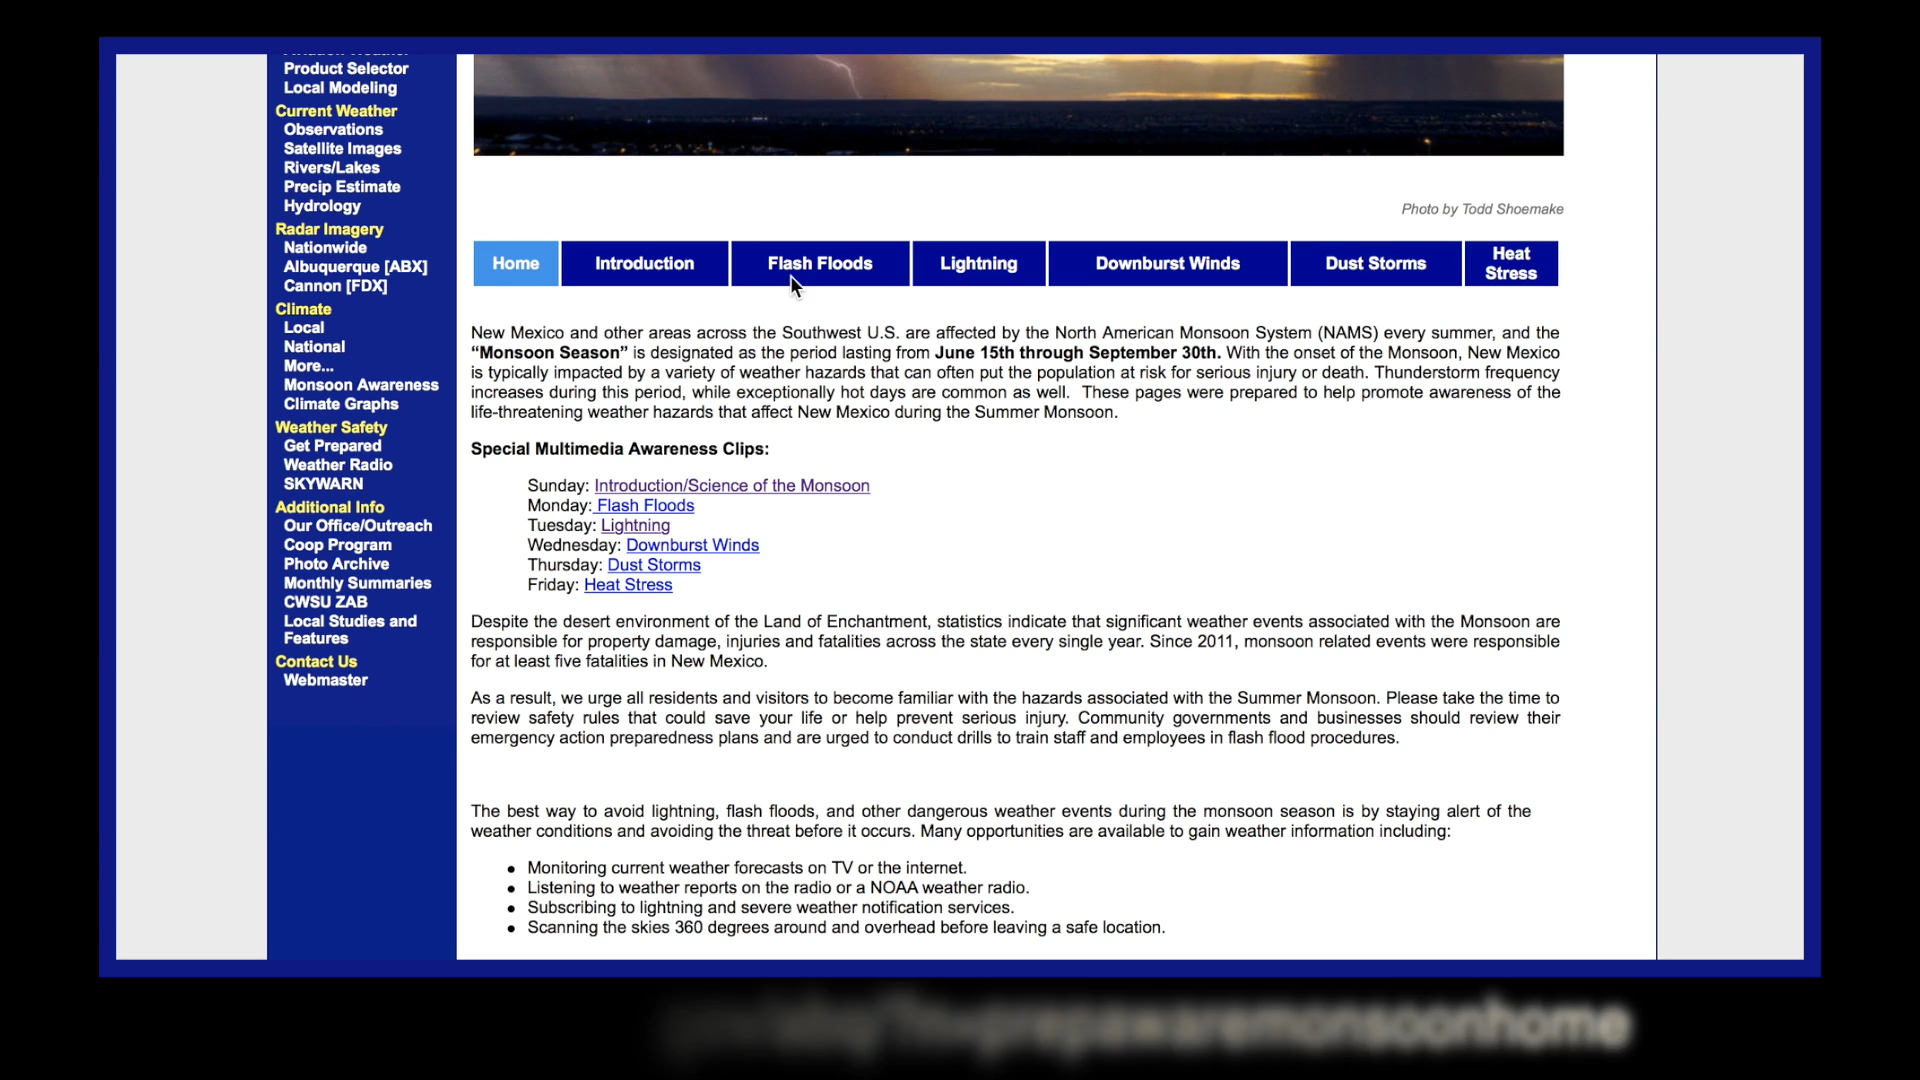 Product Selector
Local Modeling
Current Weather
Observations
Satellite Images
Rivers/Lakes
Precip Estimate
Hydrology
Radar Imagery
Nationwide
Albuquerque [ABX]
Cannon [FDX]
Climate
Local
National
More...
Monsoon Awareness
Climate Graphs
Weather Safety
Get Prepared
Weather Radio
SKYWARN
Additional Info
Our Office/Outreach
Coop Program
Photo Archive
Monthly Summaries
CWSU ZAB
Local Studies and
Features
Contact Us
Webmaster
Photo by Todd Shoemake
Home Introduction Flash Floods Lightning Downburst Winds Dust Storms Heat Stress
New Mexico and other areas across the Southwest U.S. are affected by the North American Monsoon System (NAMS) every summer, and the
“Monsoon Season” is designated as the period lasting from June 15th through September 30th. With the onset of the Monsoon, New Mexico
is typically impacted by a variety of weather hazards that can often put the population at risk for serious injury or death. Thunderstorm frequency
increases during this period, while exceptionally hot days are common as well. These pages were prepared to help promote awareness of the
life-threatening weather hazards that affect New Mexico during the Summer Monsoon.
Special Multimedia Awareness Clips:
Sunday: Introduction/Science of the Monsoon
Monday: Flash Floods
Tuesday: Lightning
Wednesday: Downburst Winds
Thursday: Dust Storms
Friday: Heat Stress
Despite the desert environment of the Land of Enchantment, statistics indicate that significant weather events associated with the Monsoon are
responsible for property damage, injuries and fatalities across the state every single year. Since 2011, monsoon related events were responsible
for at least five fatalities in New Mexico.
As a result, we urge all residents and visitors to become familiar with the hazards associated with the Summer Monsoon. Please take the time to
review safety rules that could save your life or help prevent serious injury. Community governments and businesses should review their
emergency action preparedness plans and are urged to conduct drills to train staff and employees in flash flood procedures.
The best way to avoid lightning, flash floods, and other dangerous weather events during the monsoon season is by staying alert of the
weather conditions and avoiding the threat before it occurs. Many opportunities are available to gain weather information including:
• Monitoring current weather forecasts on TV or the internet.
• Listening to weather reports on the radio or a NOAA weather radio.
• Subscribing to lightning and severe weather notification services.
• Scanning the skies 360 degrees around and overhead before leaving a safe location.